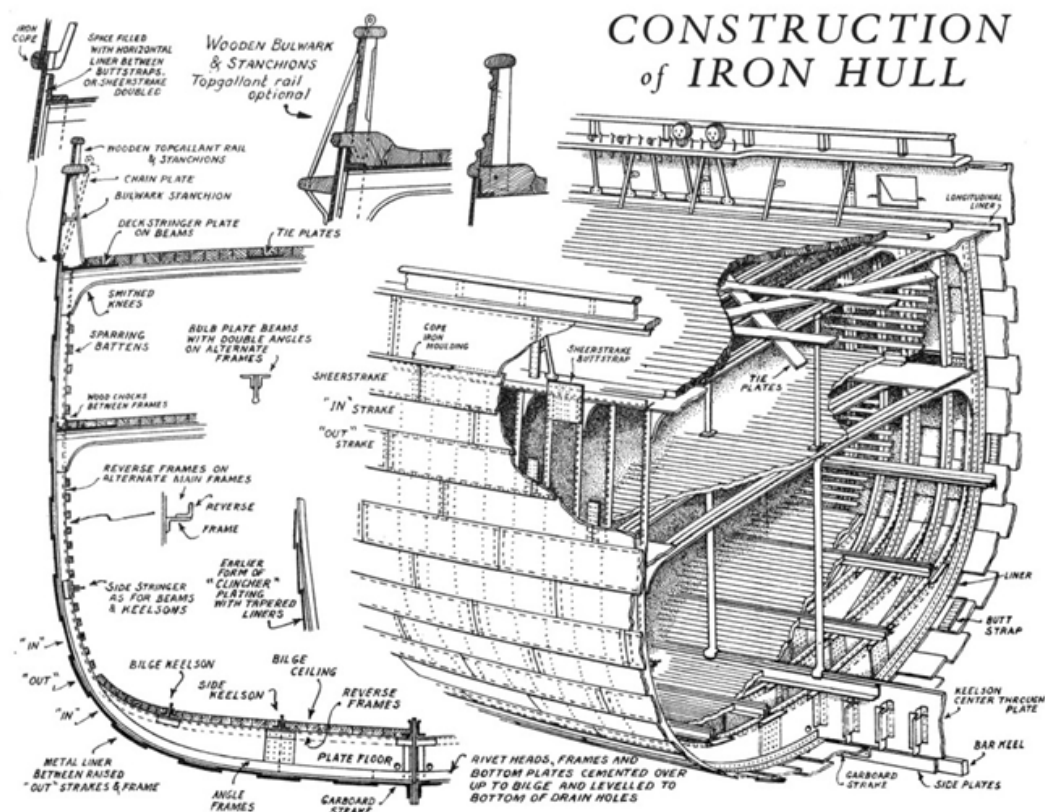 CONSTRUCTION
of IRON HULL
IRON
COPE
SPACE FILLED
WITH HORIZONTAL
LINER BETWEEN
BUTTSTRAPS.
OR SHEERSTRAKE
DOUBLED
Wooden Bulwark
& Stanchions
Topgallant rail
optional
WOODEN TOPGALLANT RAIL
& STANCHIONS
CHAIN PLATE
BULWARK STANCHION
DECK-STRINGER PLATE
ON BEAMS
TIE PLATES
SMITHED
KNEES
SPARRING
BATTENS
BULB PLATE BEAMS
WITH DOUBLE ANGLES
ON ALTERNATE
FRAMES
WOOD CHOCKS
BETWEEN FRAMES
REVERSE FRAMES ON
ALTERNATE MAIN FRAMES
REVERSE
FRAME
EARLIER
FORM OF
"CLINCHER"
PLATING
WITH TAPERED
LINERS
SIDE STRINGER
AS FOR BEAMS
& KEELSONS
"IN"
"OUT"
"IN"
BILGE KEELSON
SIDE
KEELSON
BILGE
CEILING
REVERSE
FRAMES
PLATE FLOOR
METAL LINER
BETWEEN RAISED
"OUT" STRAKES & FRAME
ANGLE
FRAMES
GARBOARD
STRAKE
RIVET HEADS, FRAMES AND
BOTTOM PLATES CEMENTED OVER
UP TO BILGE AND LEVELLED TO
BOTTOM OF DRAIN HOLES
LONGITUDINAL
LINER
COPE
IRON
MOULDING
SHEERSTRAKE
BUTTSTRAP
SHEERSTRAKE
"IN" STRAKE
"OUT"
STRAKE
TIE
PLATES
LINER
BUTT
STRAP
KEELSON
CENTER THROUGH
PLATE
BAR KEEL
GARBOARD
STRAKE
SIDE PLATES